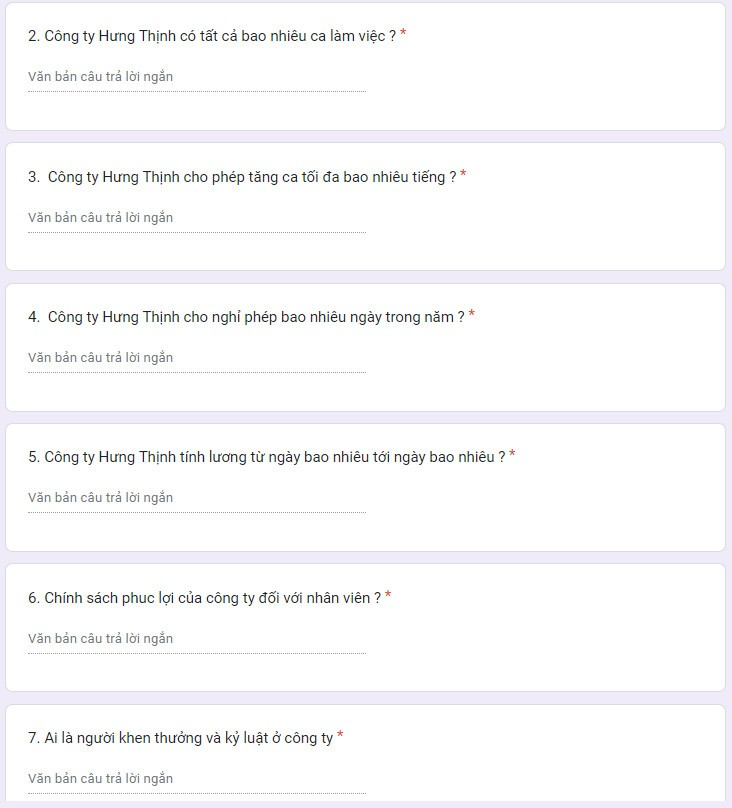 2. Công ty Hưng Thịnh có tất cả bao nhiêu ca làm việc ? *
Văn bản câu trả lời ngắn
3. Công ty Hưng Thịnh cho phép tăng ca tối đa bao nhiêu tiếng ? *
Văn bản câu trả lời ngắn
4. Công ty Hưng Thịnh cho nghỉ phép bao nhiêu ngày trong năm ? *
Văn bản câu trả lời ngắn
5. Công ty Hưng Thịnh tính lương từ ngày bao nhiêu tới ngày bao nhiêu ? *
Văn bản câu trả lời ngắn
6. Chính sách phuc lợi của công ty đối với nhân viên ? *
Văn bản câu trả lời ngắn
7. Ai là người khen thưởng và kỷ luật ở công ty *
Văn bản câu trả lời ngắn